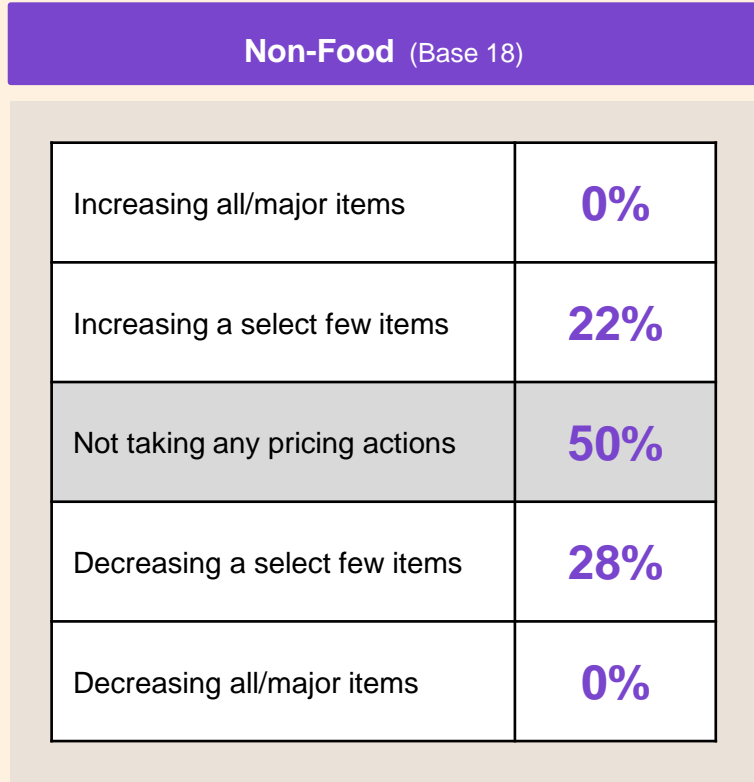 Non-Food (Base 18)
Increasing all/major items 0%
Increasing a select few items 22%
Not taking any pricing actions 50%
Decreasing a select few items 28%
Decreasing all/major items 0%